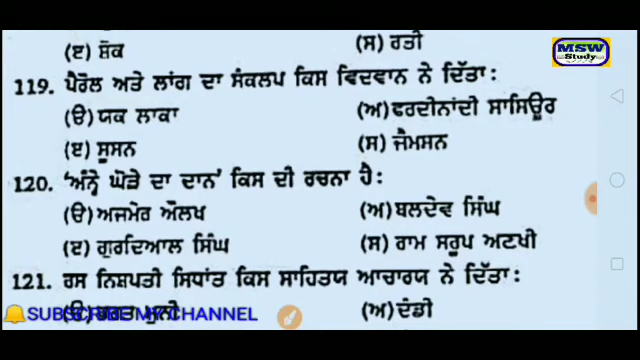 (ੲ) ਸ਼ੋਕ (ਸ) ਰਤੀ
MSW
Study
119. ਪੈਰੋਲ ਅਤੇ ਲਾਂਗ ਦਾ ਸੰਕਲਪ ਕਿਸ ਵਿਦਵਾਨ ਨੇ ਦਿੱਤਾ:
(ੳ) ਯਕ ਲਾਕਾ (ਅ) ਫਰਦੀਨਾਂਦੀ ਸਾਸਿਊਰ
(ੲ) ਸੂਸਨ (ਸ) ਜੈਮਸਨ
120. 'ਅੰਨ੍ਹੇ ਘੋੜੇ ਦਾ ਦਾਨ' ਕਿਸ ਦੀ ਰਚਨਾ ਹੈ:
(ੳ) ਅਜਮੇਰ ਔਲਖ (ਅ) ਬਲਦੇਵ ਸਿੰਘ
(ੲ) ਗੁਰਦਿਆਲ ਸਿੰਘ (ਸ) ਰਾਮ ਸਰੂਪ ਅਣਖੀ
121. ਰਸ ਨਿਸ਼ਪਤੀ ਸਿਧਾਂਤ ਕਿਸ ਸਾਹਿਤਯ ਆਚਾਰਯ ਨੇ ਦਿੱਤਾ:
(ੳ) ਭਰਤ ਮੁਨੀ (ਅ) ਦੰਡੀ
SUBSCRIBE MY CHANNEL